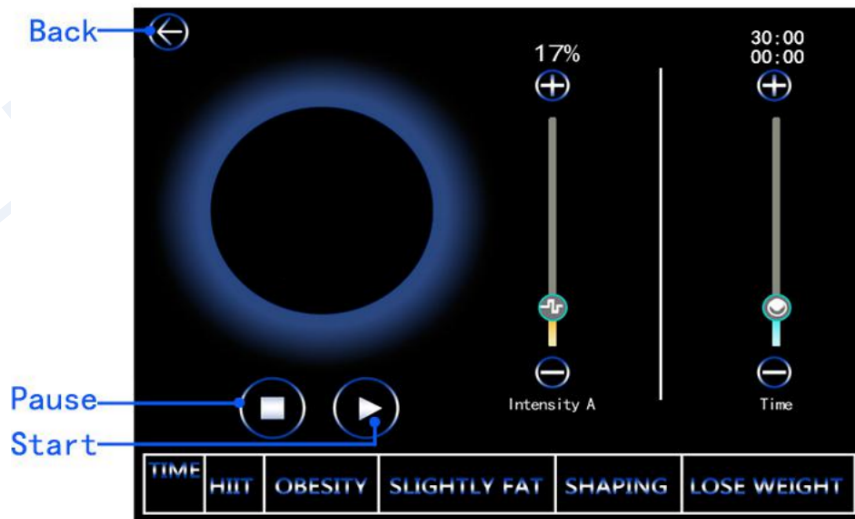 Back
17%
30:00
00:00
Intensity A
Time
Pause
Start
TIME
HIIT
OBESITY
SLIGHTLY FAT
SHAPING
LOSE WEIGHT